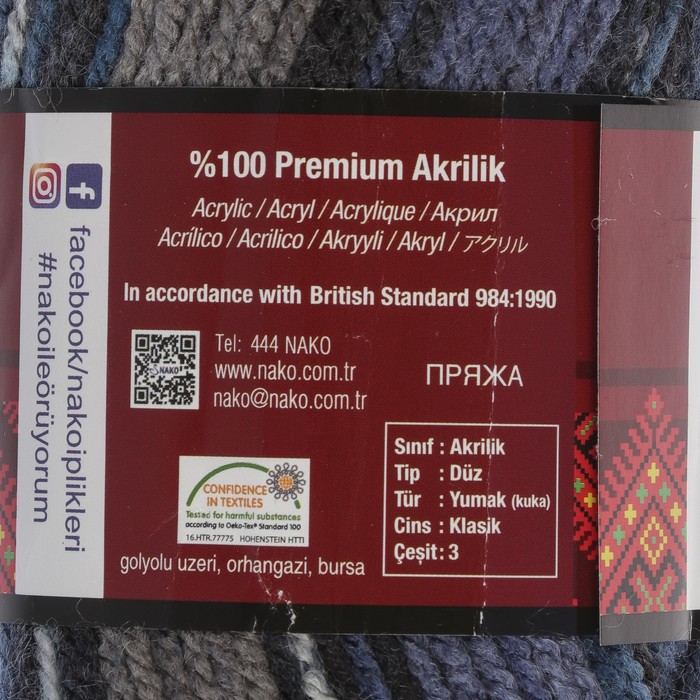 %100 Premium Akrilik
Acrylic / Acryl / Acrylique / Акрил
Acrílico / Acrilico / Akryyli / Akryl / アクリル
In accordance with British Standard 984:1990
NAKO
Tel: 444 NAKO
www.nako.com.tr
nako@nako.com.tr
ПРЯЖА
CONFIDENCE
IN TEXTILES
Tested for harmful substances
according to Oeko-Tex® Standard 100
16.HTR.77775 HOHENSTEIN HTTI
golyolu uzeri, orhangazi, bursa
Sınıf : Akrilik
Tip : Düz
Tür : Yumak (kuka)
Cins : Klasik
Çeşit : 3
facebook/nakoiplikleri
#nakoileörüyorum